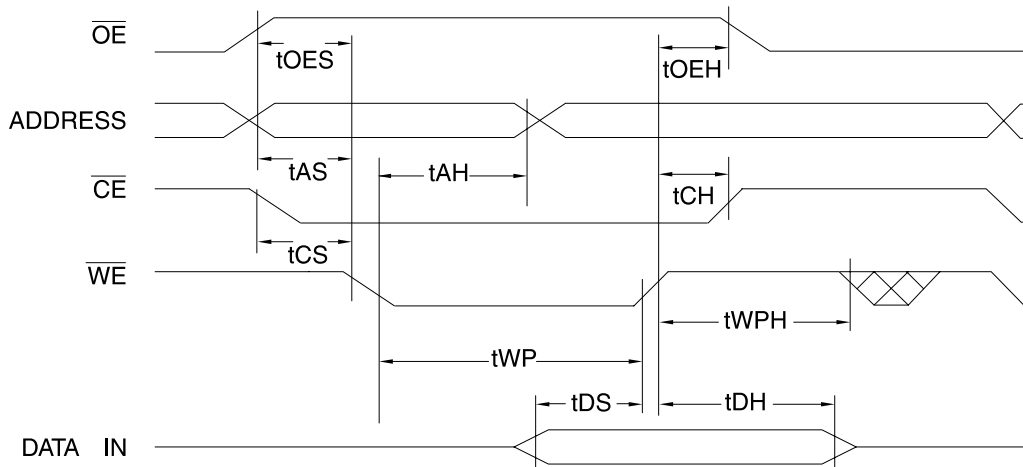 OE
tOES
tOEH
ADDRESS
tAS
tAH
CE
tCH
tCS
WE
tWPH
tWP
tDS
tDH
DATA IN